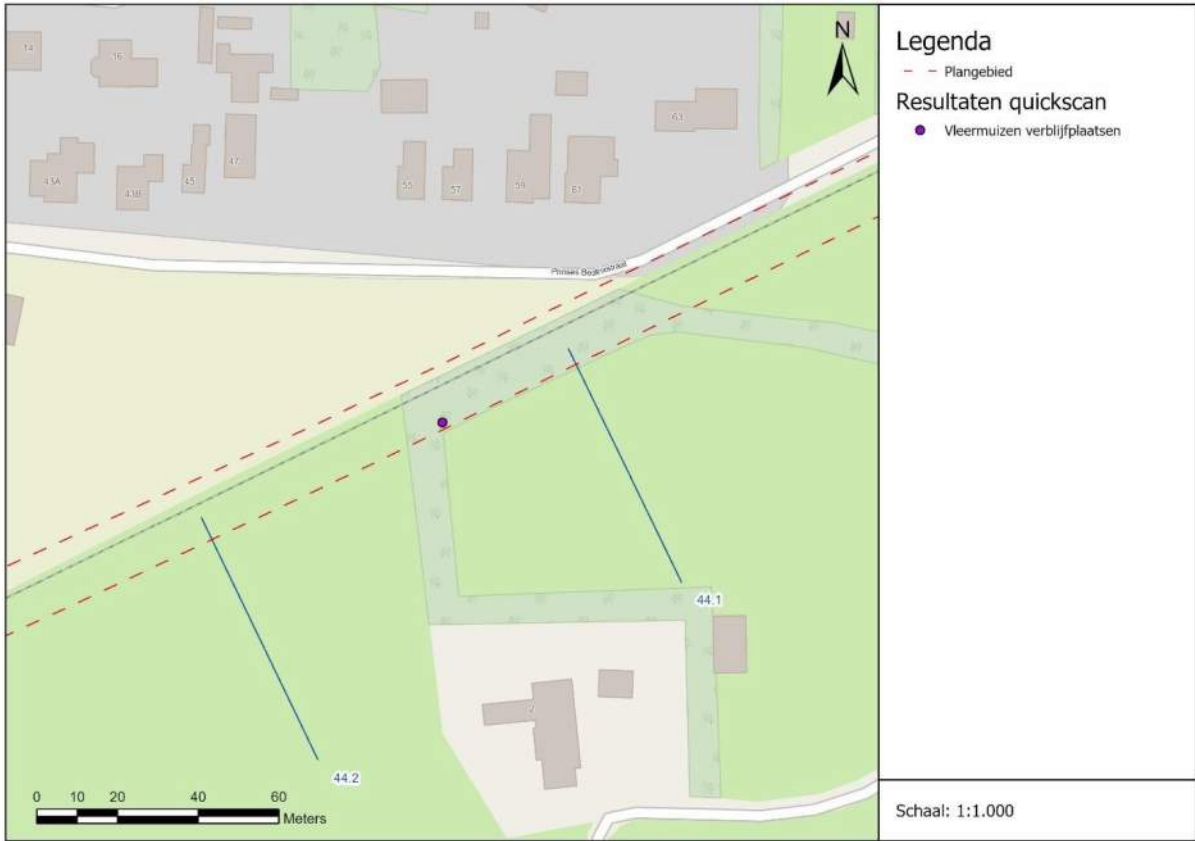 14
16
43A
43B
45
47
55
57
59
61
63
N
Prinses Beatrixstraat
44.1
2
44.2
0 10 20 40 60
Meters
Legenda
Plangebied
Resultaten quickscan
Vleermuizen verblijfplaatsen
Schaal: 1:1.000